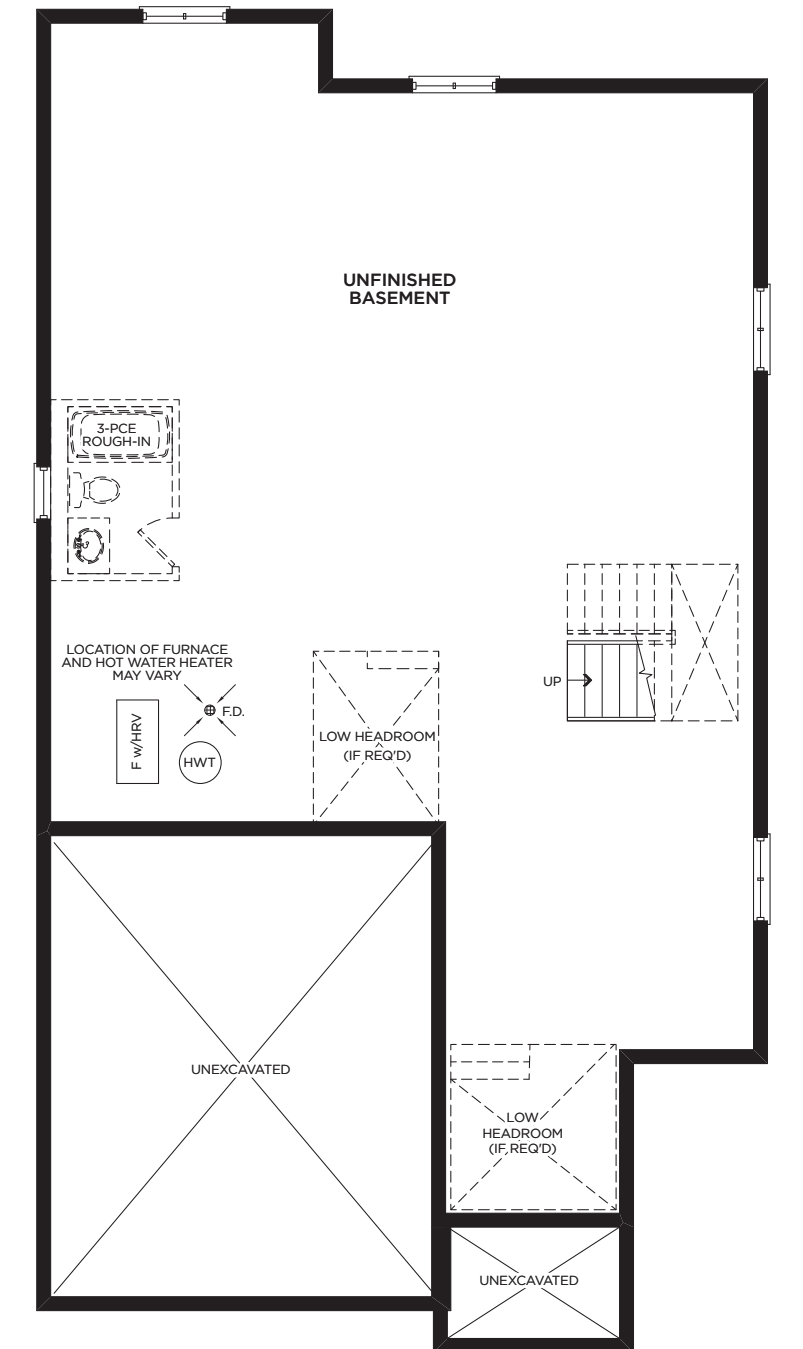 UNFINISHED
BASEMENT
3-PCE
ROUGH-IN
LOCATION OF FURNACE
AND HOT WATER HEATER
MAY VARY
F w/HRV
F.D.
HWT
LOW HEADROOM
(IF REQ'D)
UP
UNEXCAVATED
LOW
HEADROOM
(IF REQ'D)
UNEXCAVATED